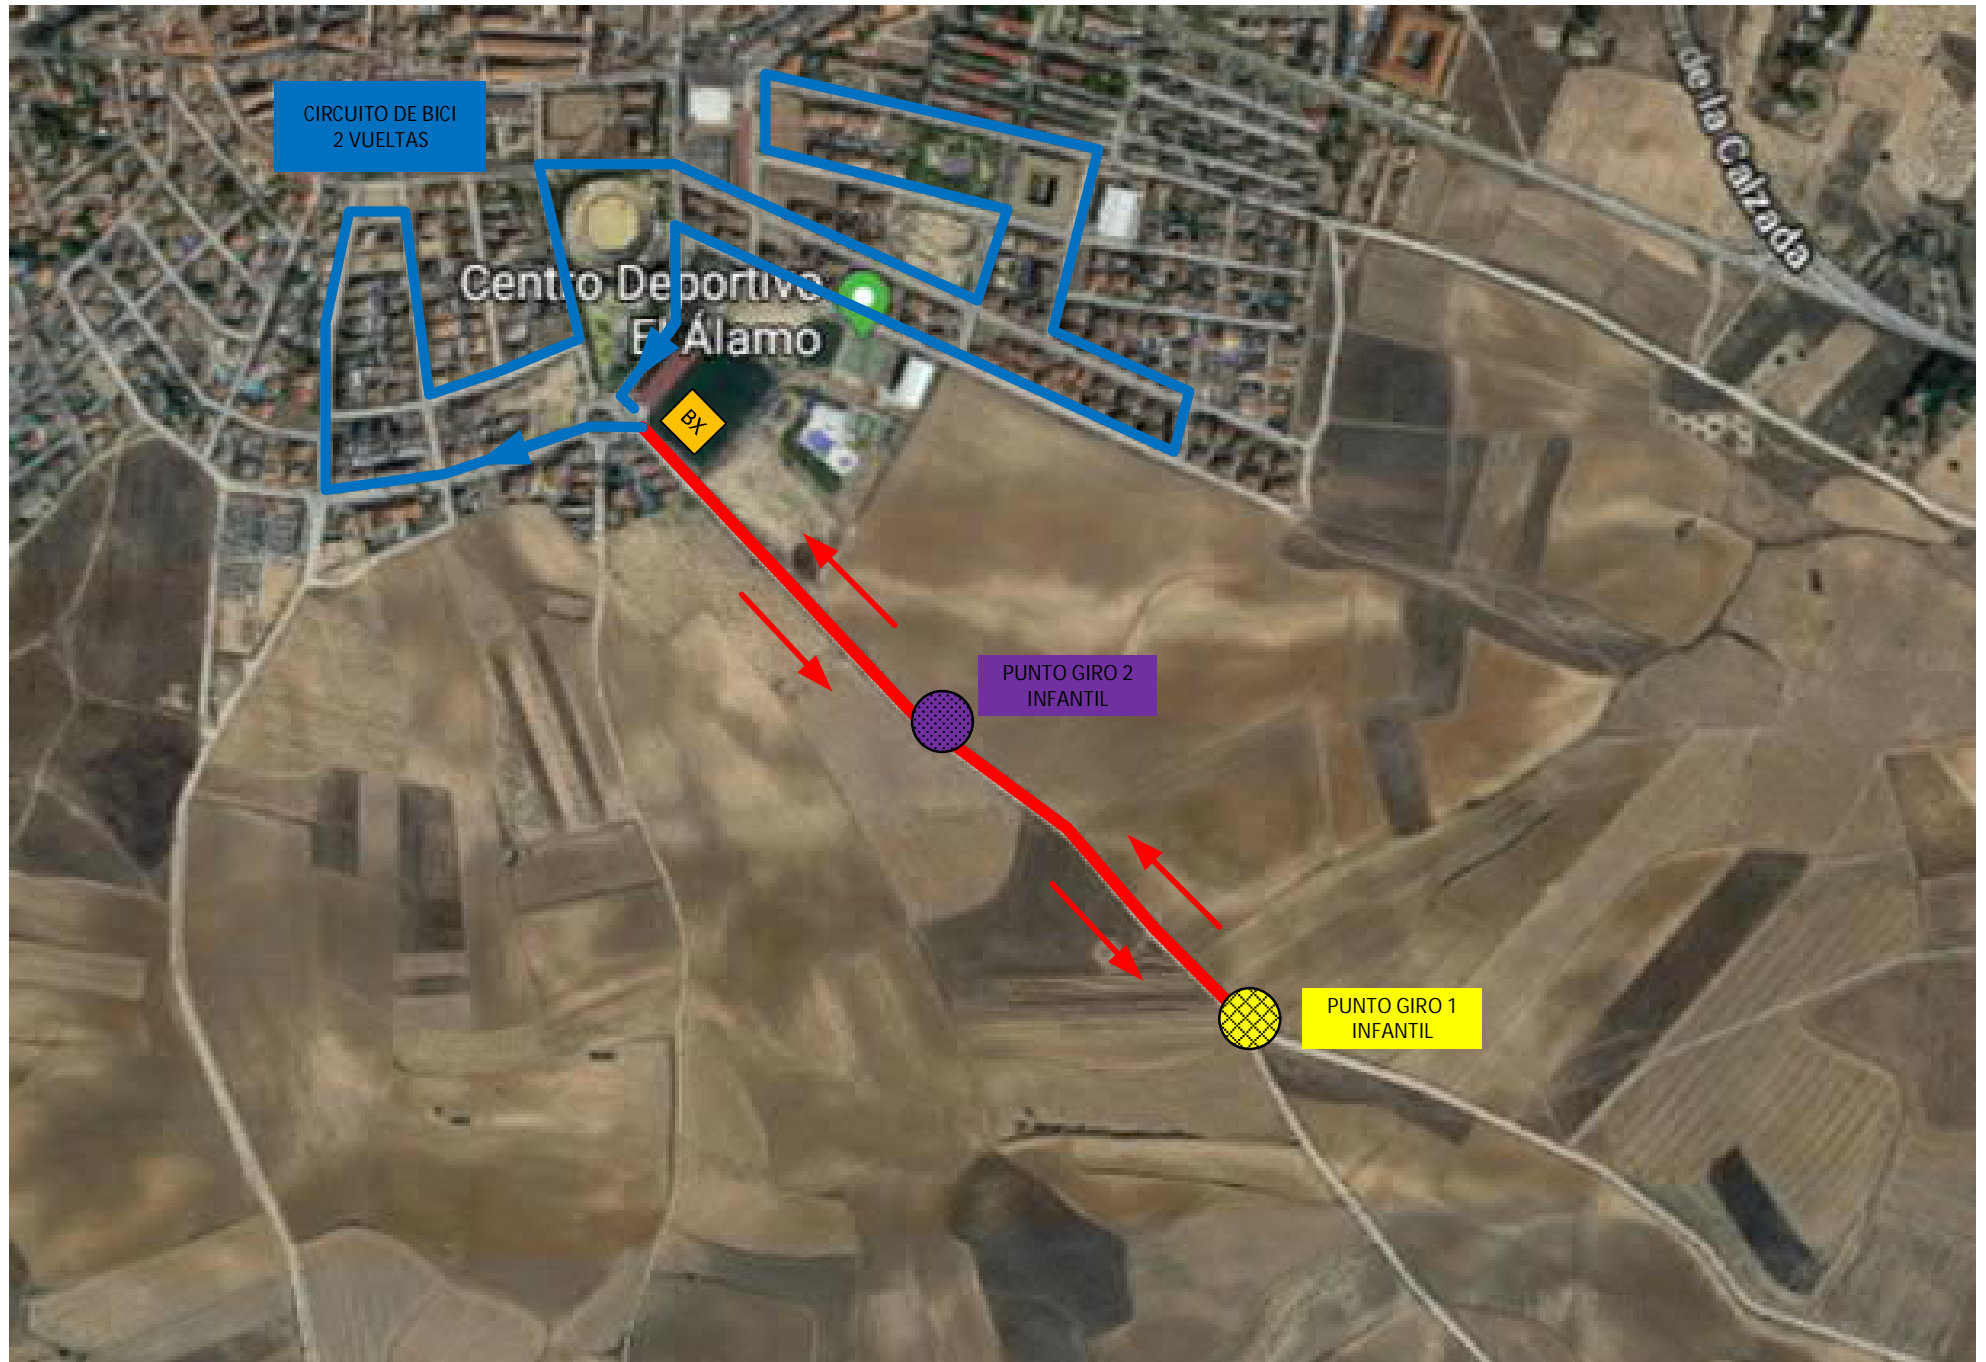 de la Calzada
CIRCUITO DE BICI
2 VUELTAS
Centro Deportivo
El Álamo
BX
PUNTO GIRO 2
INFANTIL
PUNTO GIRO 1
INFANTIL